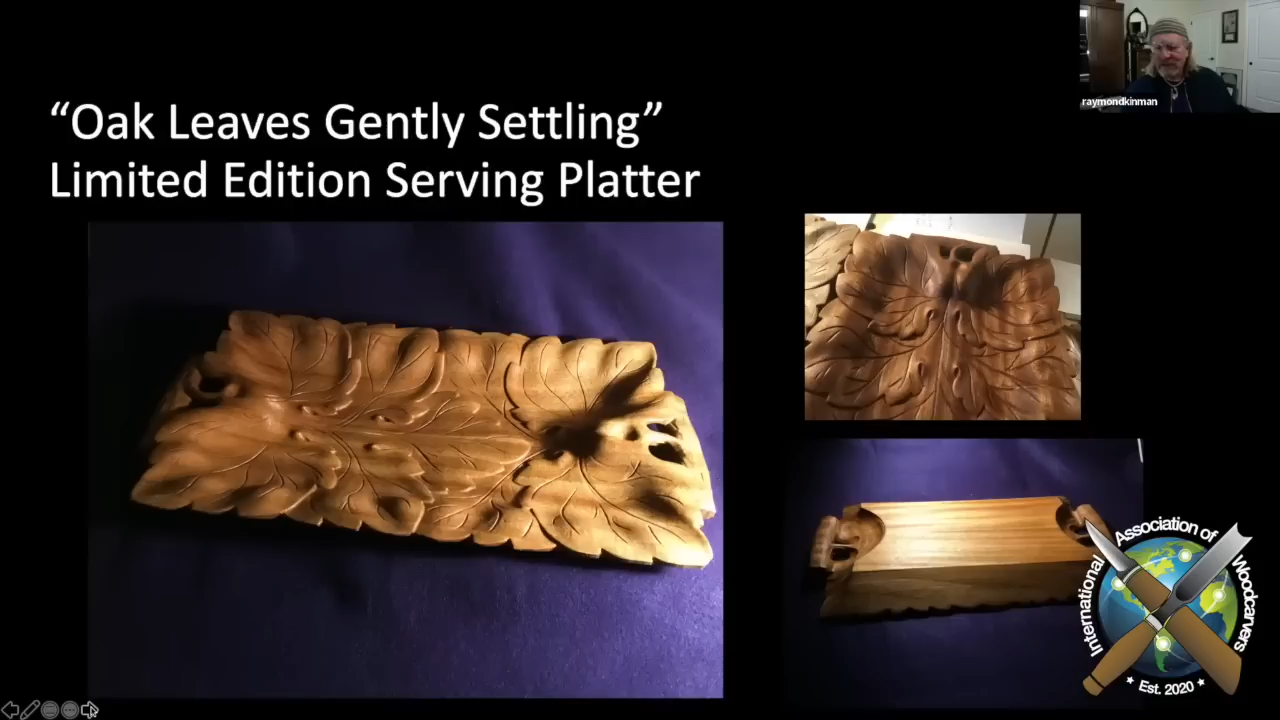 “Oak Leaves Gently Settling”
Limited Edition Serving Platter
raymondkinman
International Association of Woodcarvers
* Est. 2020 *